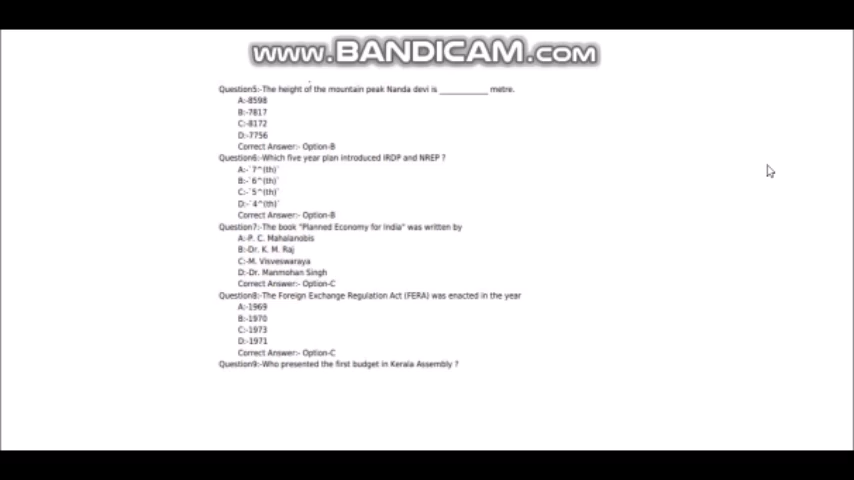 www.BANDICAM.com
Question5:-The height of the mountain peak Nanda devi is ____________ metre.
A:-8598
B:-7817
C:-8172
D:-7756
Correct Answer:- Option-B
Question6:-Which five year plan introduced IRDP and NREP ?
A:-`7^(th)`
B:-`6^(th)`
C:-`5^(th)`
D:-`4^(th)`
Correct Answer:- Option-B
Question7:-The book "Planned Economy for India" was written by
A:-P. C. Mahalanobis
B:-Dr. K. M. Raj
C:-M. Visveswaraya
D:-Dr. Manmohan Singh
Correct Answer:- Option-C
Question8:-The Foreign Exchange Regulation Act (FERA) was enacted in the year
A:-1969
B:-1970
C:-1973
D:-1971
Correct Answer:- Option-C
Question9:-Who presented the first budget in Kerala Assembly ?